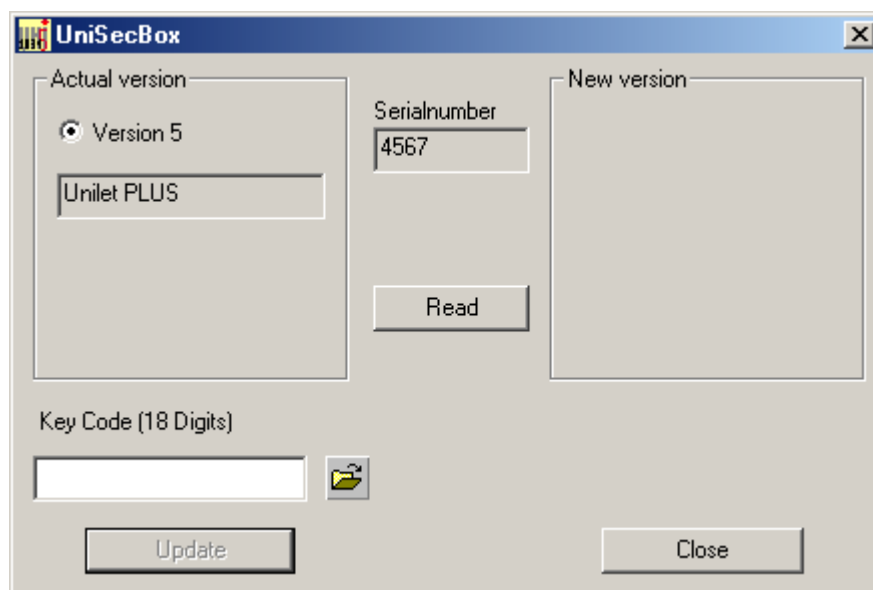 UniSecBox
Actual version
Version 5
Unilet PLUS
Serialnumber
4567
Read
New version
Key Code (18 Digits)
Update
Close